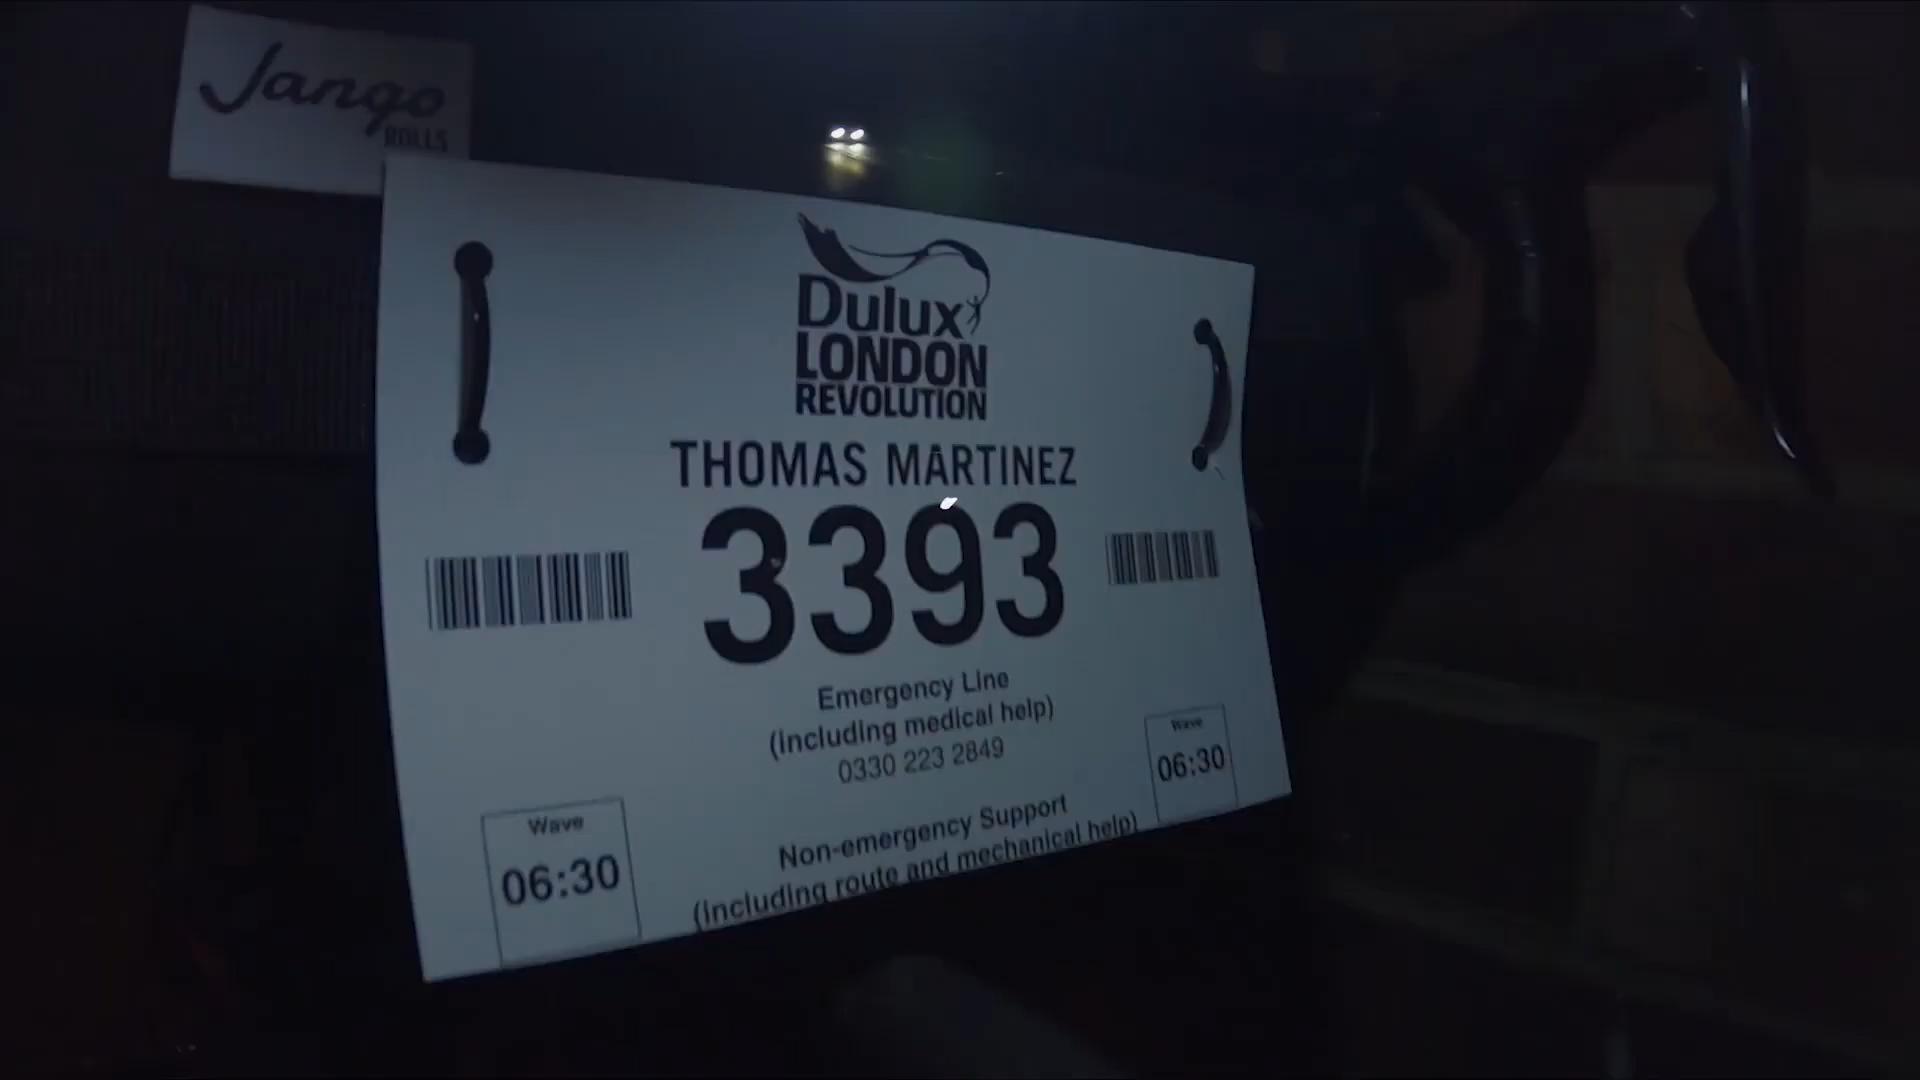 Jango
ROLLS
Dulux
LONDON
REVOLUTION
THOMAS MARTINEZ
3393
Emergency Line
(including medical help)
0330 223 2849
Wave
06:30
Wave
06:30
Non-emergency Support
(including route and mechanical help)